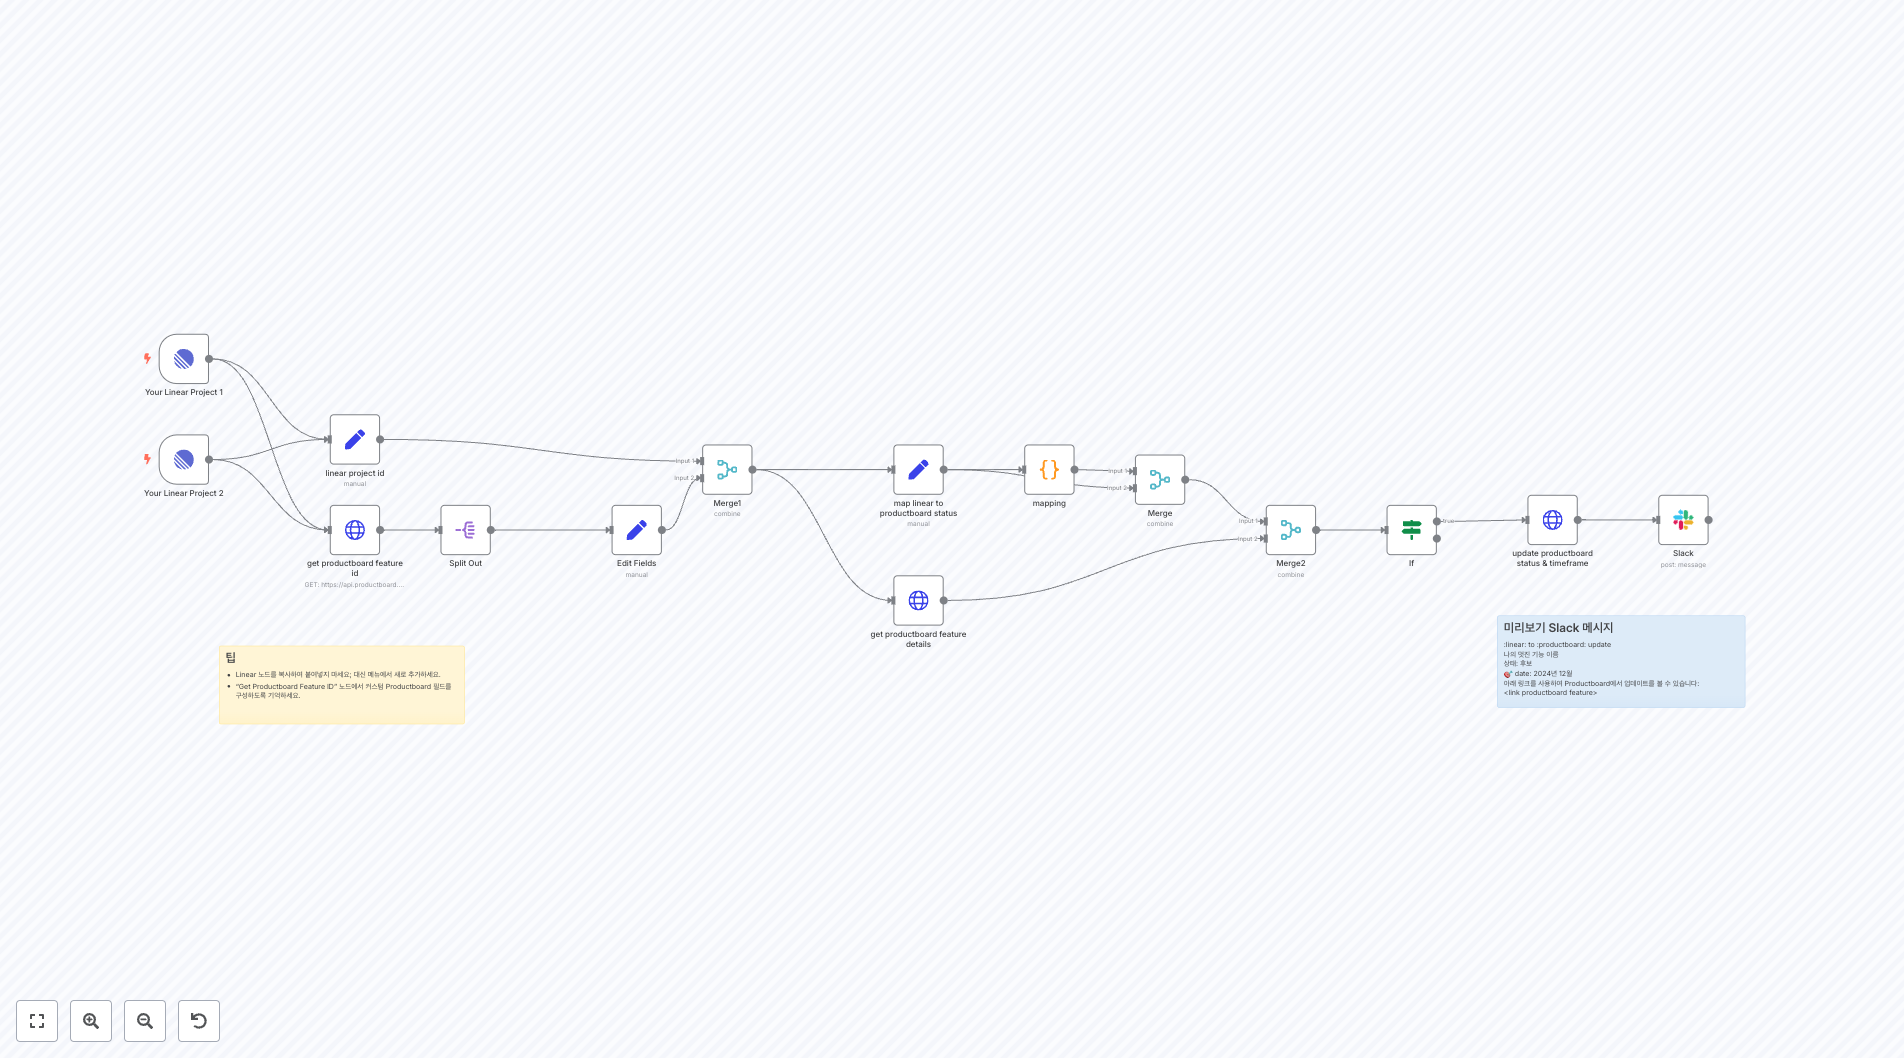 Your Linear Project 1
linear project id
manual
Your Linear Project 2
get productboard feature
id
GET: https://api.productboard....
Split Out
Edit Fields
manual
Input 1
Input 2
Merge1
combine
map linear to
productboard status
manual
mapping
Input 1
Input 2
Merge
combine
get productboard feature
details
Input 1
Input 2
Merge2
combine
If
true
update productboard
status & timeframe
Slack
post: message
팁
Linear 노드를 복사하여 붙여넣지 마세요; 대신 메뉴에서 새로 추가하세요.
"Get Productboard Feature ID" 노드에서 커스텀 Productboard 필드를
구성하도록 기억하세요.
미리보기 Slack 메시지
:linear: to :productboard: update
나의 멋진 기능 이름
상태: 후보
🎯 date: 2024년 12월
아래 링크를 사용하여 Productboard에서 업데이트를 볼 수 있습니다:
<link productboard feature>